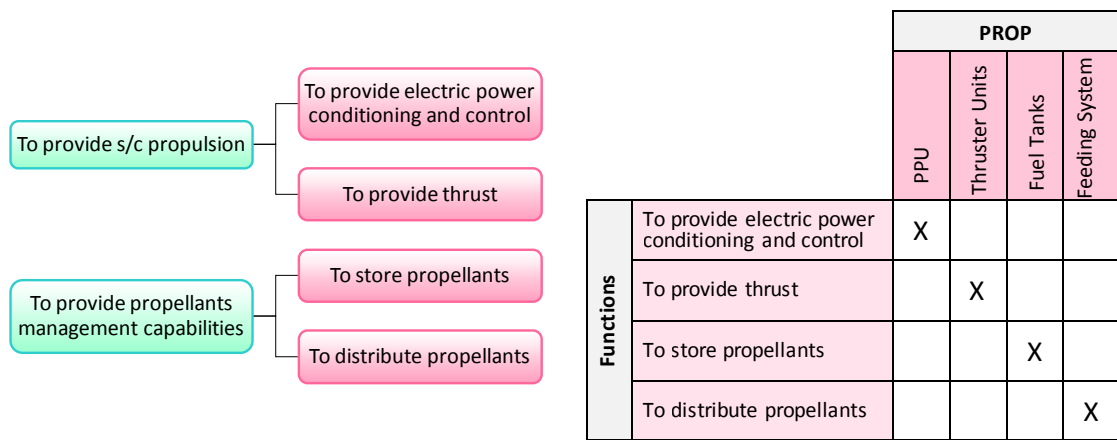 To provide s/c propulsion
To provide electric power
conditioning and control
To provide thrust
To provide propellants
management capabilities
To store propellants
To distribute propellants
PROP
PPU
Thruster Units
Fuel Tanks
Feeding System
Functions
To provide electric power
conditioning and control
X
To provide thrust
X
To store propellants
X
To distribute propellants
X